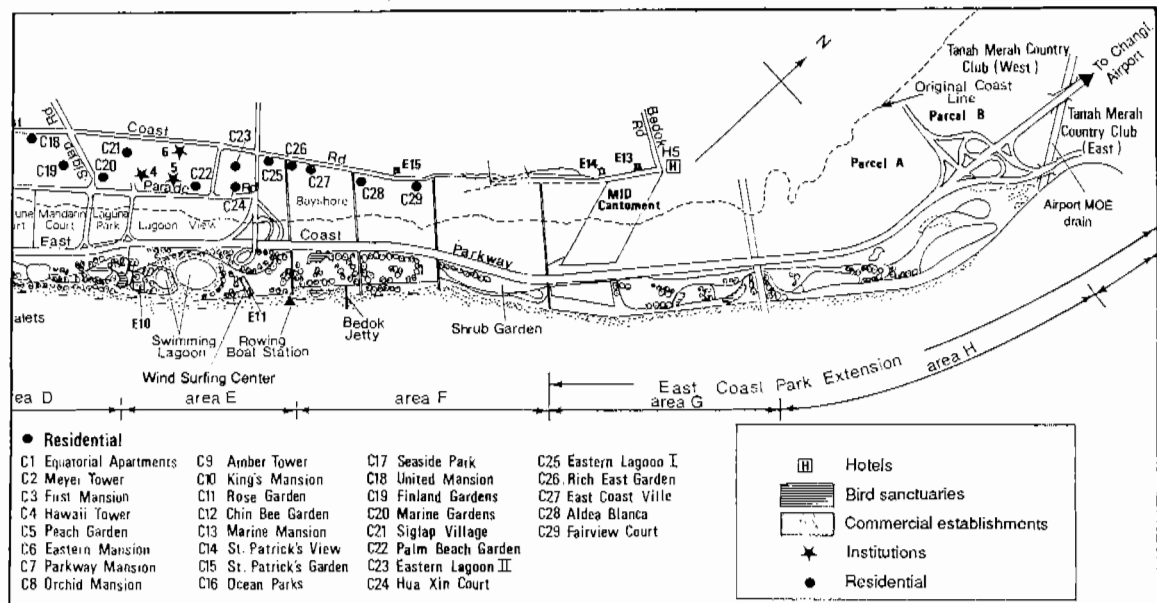 Tanah Merah Country
Club (West)
To Changi
Airport
Original Coast
Line
Parcel B
Tanah Merah
Country Club
(East)
Parcel A
Airport MOE
drain
N
Bedok
Rd
H5
H
E13
E14
E15
MID
Cantoment
Coast
Rd
Siglap
Rd
C18
C19
C20
C21
6
4
5
C22
C23
C24
C25
C26
C27
C28
C29
Parade
Rd
Mandarin
Court
Laguna
Park
Lagoon View
Bayshore
East
Coast
Parkway
E10
E11
Swimming
Lagoon
Rowing
Boat Station
Bedok
Jetty
Shrub Garden
Wind Surfing Center
East Coast Park Extension
area E
area F
area G
area H
Residential
C1 Equatorial Apartments
C2 Meyer Tower
C3 First Mansion
C4 Hawaii Tower
C5 Peach Garden
C6 Eastern Mansion
C7 Parkway Mansion
C8 Orchid Mansion
C9 Amber Tower
C10 King's Mansion
C11 Rose Garden
C12 Chin Bee Garden
C13 Marine Mansion
C14 St. Patrick's View
C15 St. Patrick's Garden
C16 Ocean Parks
C17 Seaside Park
C18 United Mansion
C19 Finland Gardens
C20 Marine Gardens
C21 Siglap Village
C22 Palm Beach Garden
C23 Eastern Lagoon II
C24 Hua Xin Court
C25 Eastern Lagoon I
C26 Rich East Garden
C27 East Coast Ville
C28 Aldea Blanca
C29 Fairview Court
H Hotels
Bird sanctuaries
Commercial establishments
Institutions
Residential